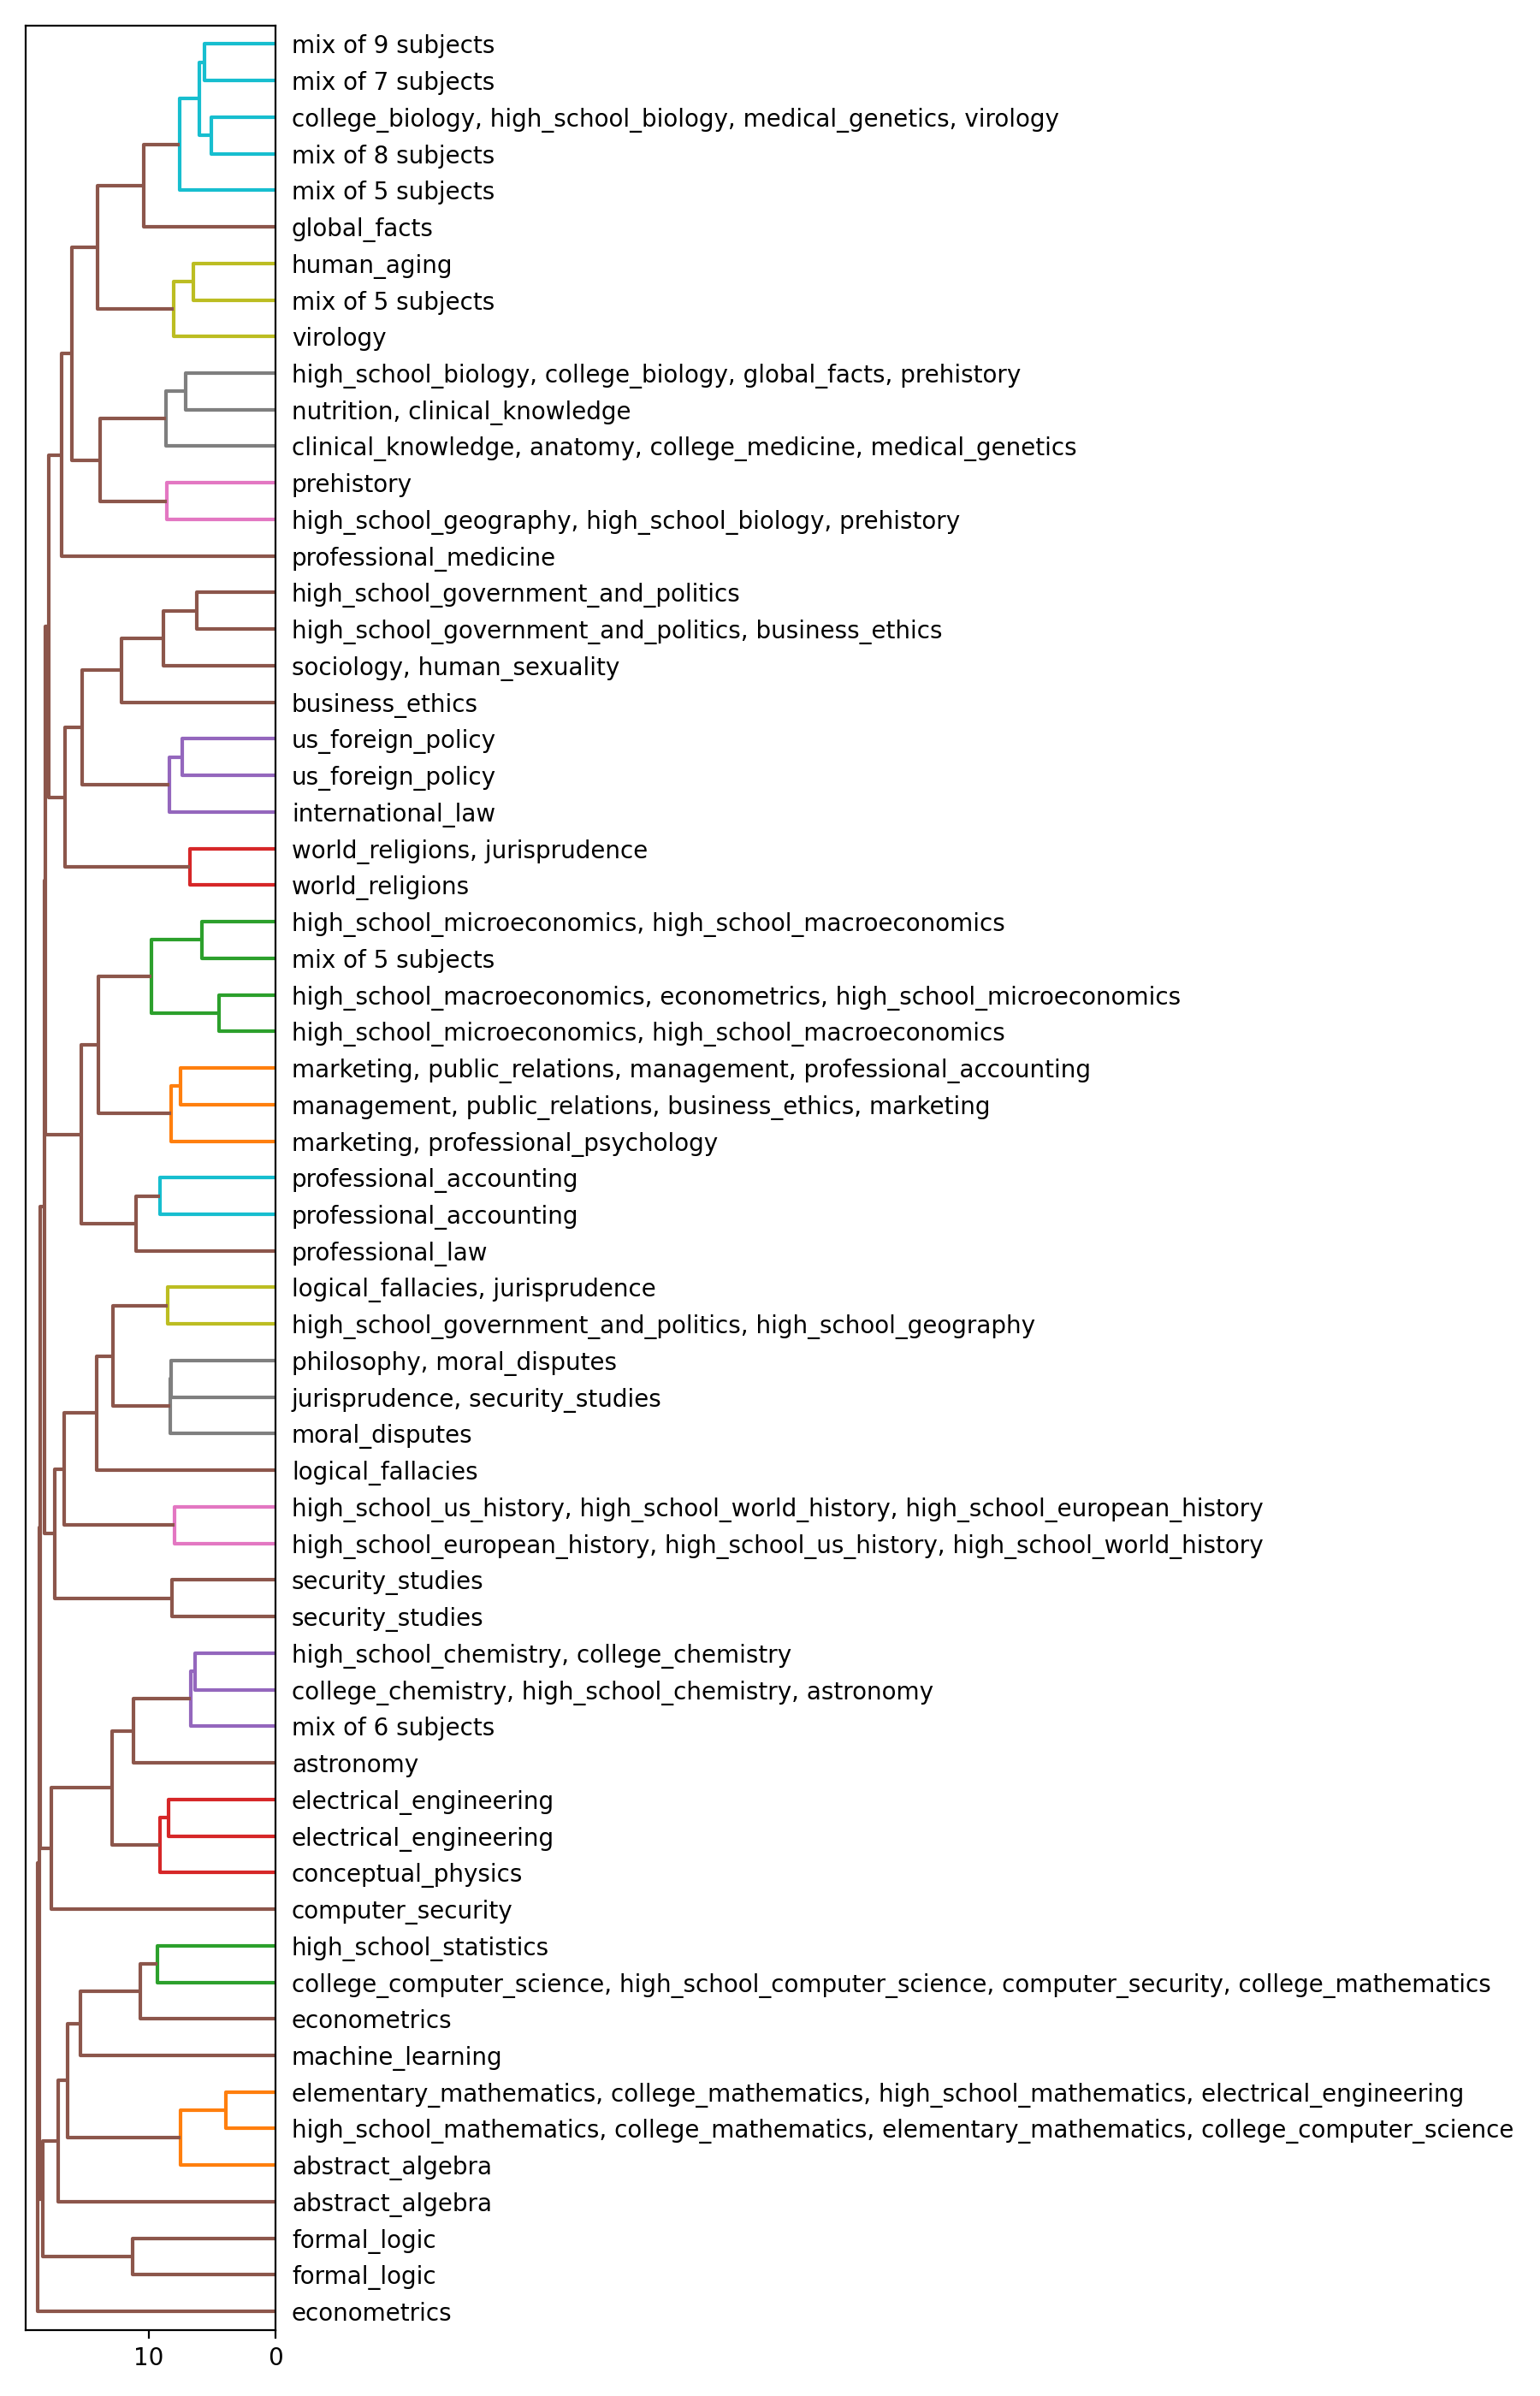 mix of 9 subjects
mix of 7 subjects
college_biology, high_school_biology, medical_genetics, virology
mix of 8 subjects
mix of 5 subjects
global_facts
human_aging
mix of 5 subjects
virology
high_school_biology, college_biology, global_facts, prehistory
nutrition, clinical_knowledge
clinical_knowledge, anatomy, college_medicine, medical_genetics
prehistory
high_school_geography, high_school_biology, prehistory
professional_medicine
high_school_government_and_politics
high_school_government_and_politics, business_ethics
sociology, human_sexuality
business_ethics
us_foreign_policy
us_foreign_policy
international_law
world_religions, jurisprudence
world_religions
high_school_microeconomics, high_school_macroeconomics
mix of 5 subjects
high_school_macroeconomics, econometrics, high_school_microeconomics
high_school_microeconomics, high_school_macroeconomics
marketing, public_relations, management, professional_accounting
management, public_relations, business_ethics, marketing
marketing, professional_psychology
professional_accounting
professional_accounting
professional_law
logical_fallacies, jurisprudence
high_school_government_and_politics, high_school_geography
philosophy, moral_disputes
jurisprudence, security_studies
moral_disputes
logical_fallacies
high_school_us_history, high_school_world_history, high_school_european_history
high_school_european_history, high_school_us_history, high_school_world_history
security_studies
security_studies
high_school_chemistry, college_chemistry
college_chemistry, high_school_chemistry, astronomy
mix of 6 subjects
astronomy
electrical_engineering
electrical_engineering
conceptual_physics
computer_security
high_school_statistics
college_computer_science, high_school_computer_science, computer_security, college_mathematics
econometrics
machine_learning
elementary_mathematics, college_mathematics, high_school_mathematics, electrical_engineering
high_school_mathematics, college_mathematics, elementary_mathematics, college_computer_science
abstract_algebra
abstract_algebra
formal_logic
formal_logic
econometrics
10 0